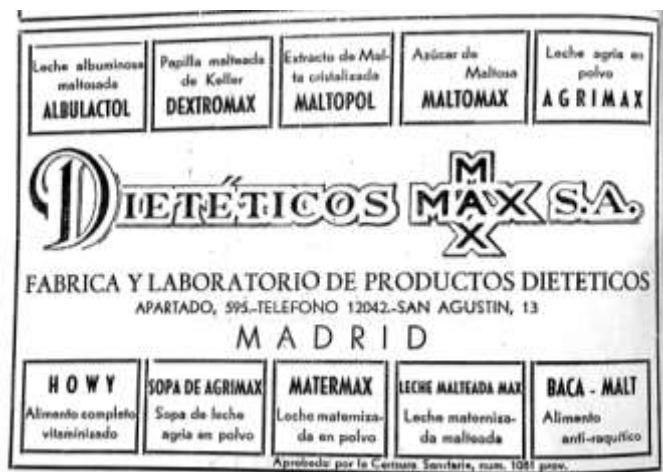 Leche albuminosa
maltosada
ALBULACTOL
Papilla malteada
de Keller
DEXTROMAX
Extracto de Mal-
ta cristalizada
MALTOPOL
Azúcar de
Maltosa
MALTOMAX
Leche agria en
polvo
AGRIMAX
DIETÉTICOS MAX S.A.
FABRICA Y LABORATORIO DE PRODUCTOS DIETETICOS
APARTADO, 595.-TELEFONO 12042.-SAN AGUSTIN, 13
MADRID
HOWY
Alimento completo
vitaminizado
SOPA DE AGRIMAX
Sopa de leche
agria en polvo
MATERMAX
Leche materniza-
da en polvo
LECHE MALTEADA MAX
Leche materniza-
da malteada
BACA - MALT
Alimento
anti-raquítico
Aprobada por la Censura Sanitaria, num. 1081 prov.